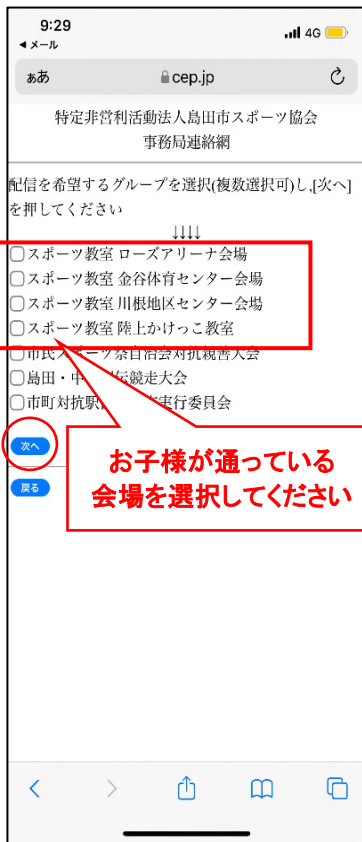 9:29
4G
◀ メール
ぁあ
cep.jp
特定非営利活動法人島田市スポーツ協会
事務局連絡網
配信を希望するグループを選択(複数選択可)し,[次へ]
を押してください
↓↓↓↓
スポーツ教室 ローズアリーナ会場
スポーツ教室 金谷体育センター会場
スポーツ教室 川根地区センター会場
スポーツ教室 陸上かけっこ教室
市民スポーツ祭自治会対抗親善大会
島田・中 伝競走大会
市町対抗駅 実行委員会
次へ
戻る
お子様が通っている
会場を選択してください